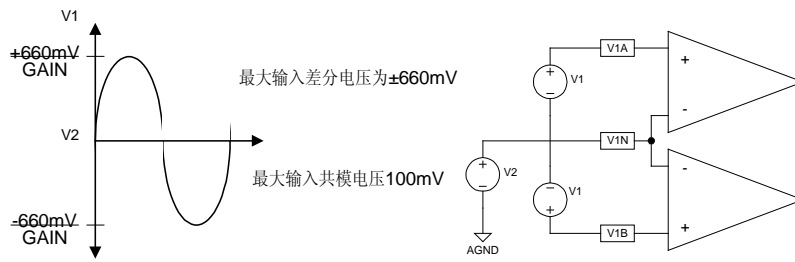 V1
+660mV
GAIN
最大输入差分电压为±660mV
V2
最大输入共模电压100mV
-660mV
GAIN
V1A
+
+
−
V1
-
V1N
+
−
V2
-
−
+
V1
AGND
V1B
+